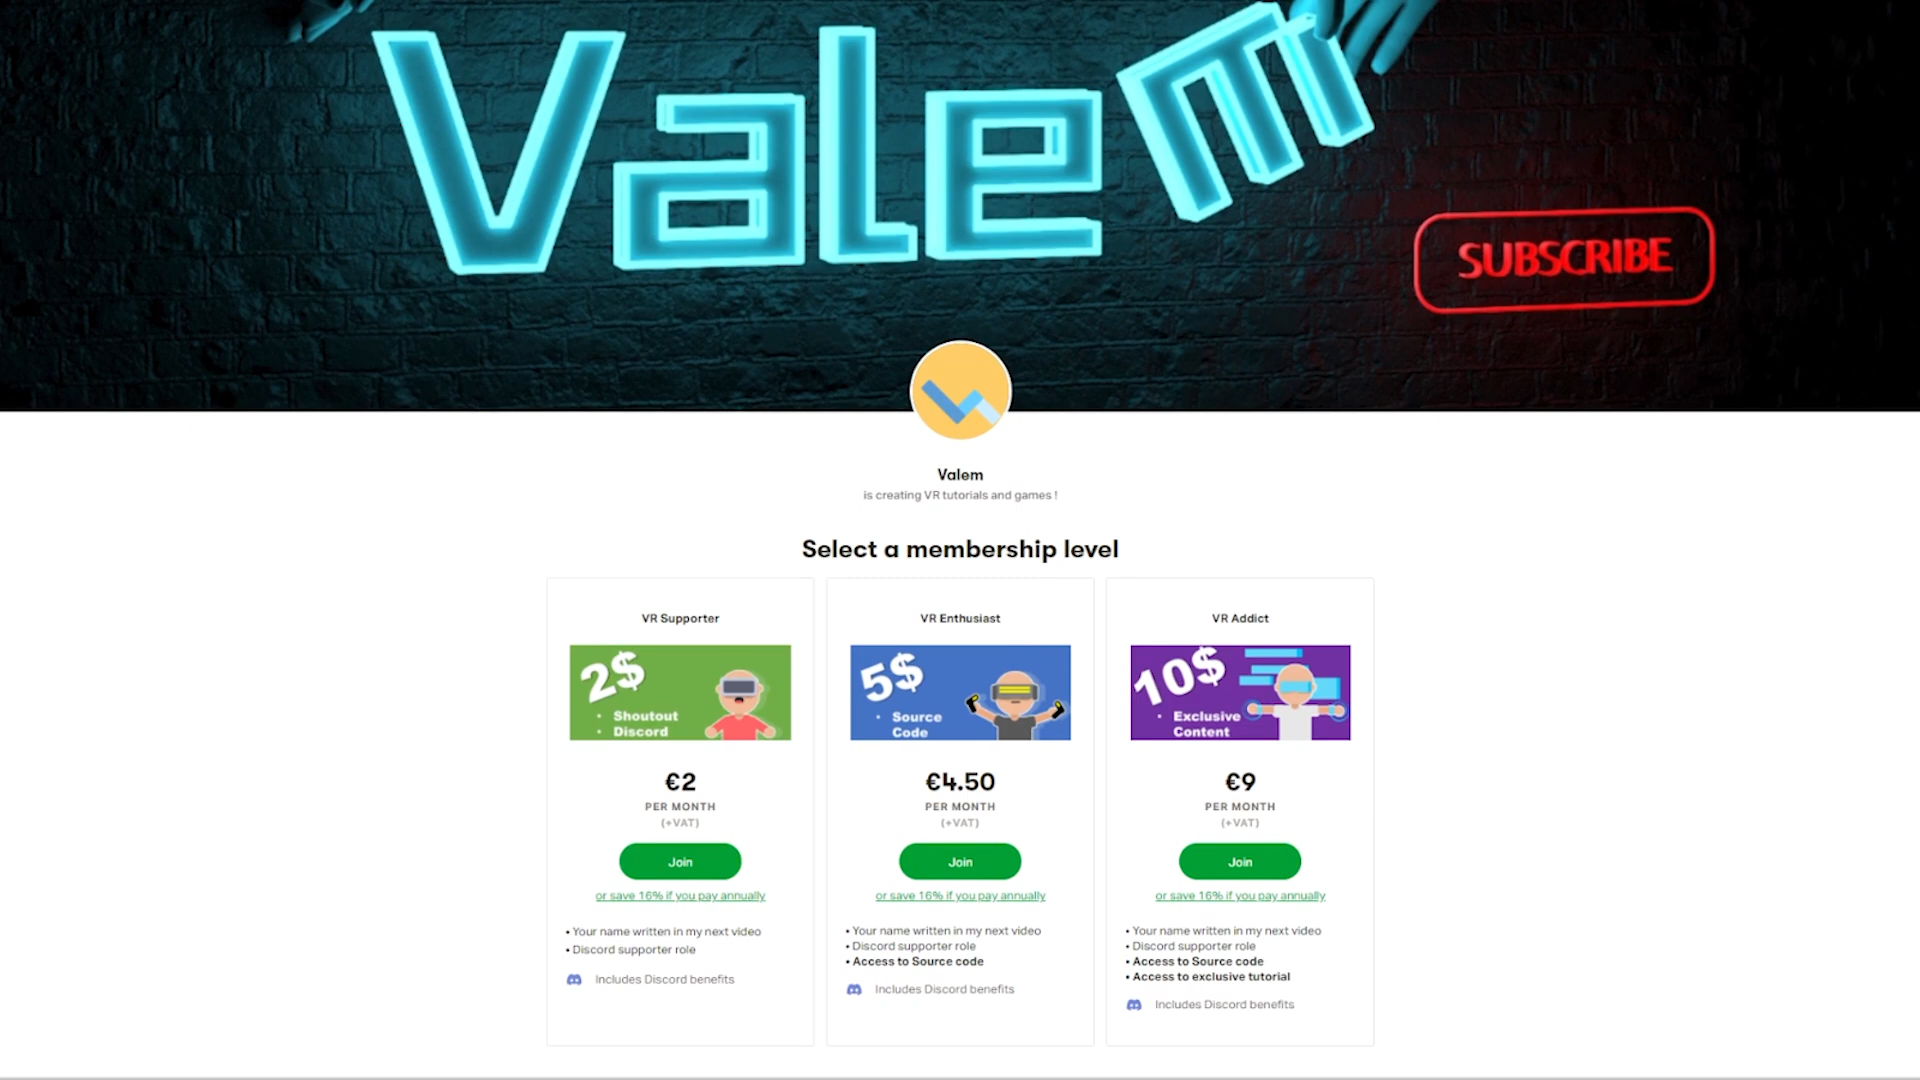 Valem
SUBSCRIBE
Valem
is creating VR tutorials and games !
Select a membership level
VR Supporter
2$
• Shoutout
• Discord
€2
PER MONTH
(+VAT)
Join
or save 16% if you pay annually
• Your name written in my next video
• Discord supporter role
Includes Discord benefits
VR Enthusiast
5$
• Source
Code
€4.50
PER MONTH
(+VAT)
Join
or save 16% if you pay annually
• Your name written in my next video
• Discord supporter role
• Access to Source code
Includes Discord benefits
VR Addict
10$
• Exclusive
Content
€9
PER MONTH
(+VAT)
Join
or save 16% if you pay annually
• Your name written in my next video
• Discord supporter role
• Access to Source code
• Access to exclusive tutorial
Includes Discord benefits